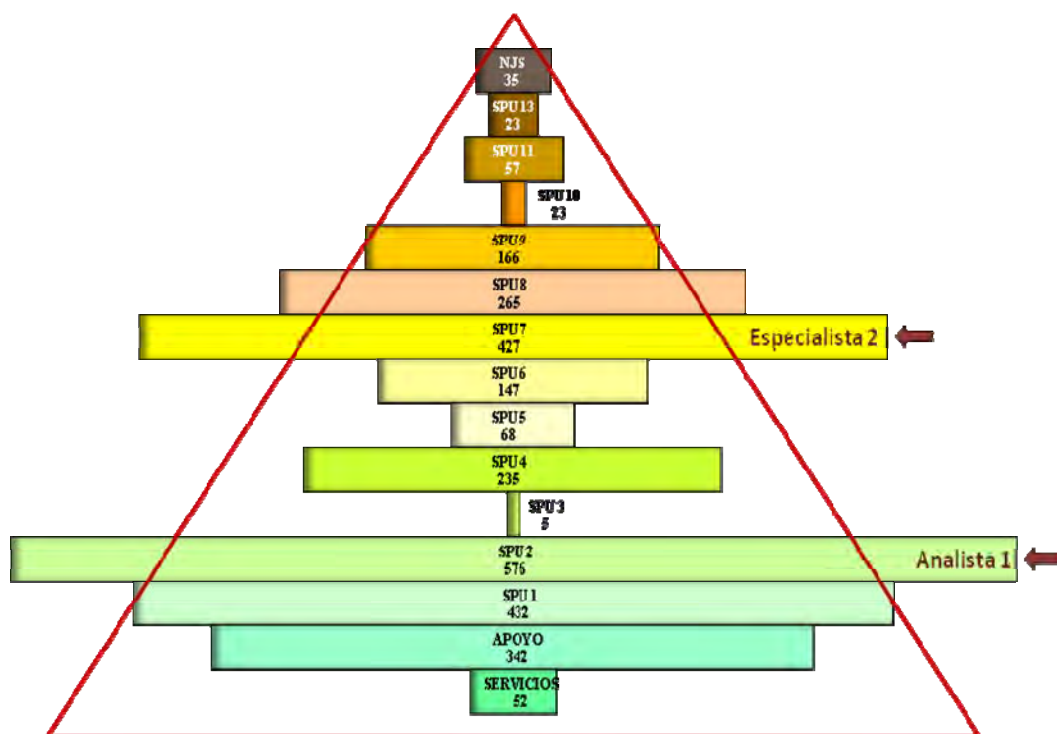 NJS
35
SPU13
23
SPU11
57
SPU10
23
SPU9
166
SPU8
265
SPU7
427
Especialista 2
SPU6
147
SPU5
68
SPU4
235
SPU3
5
SPU2
576
Analista 1
SPU1
432
APOYO
342
SERVICIOS
52